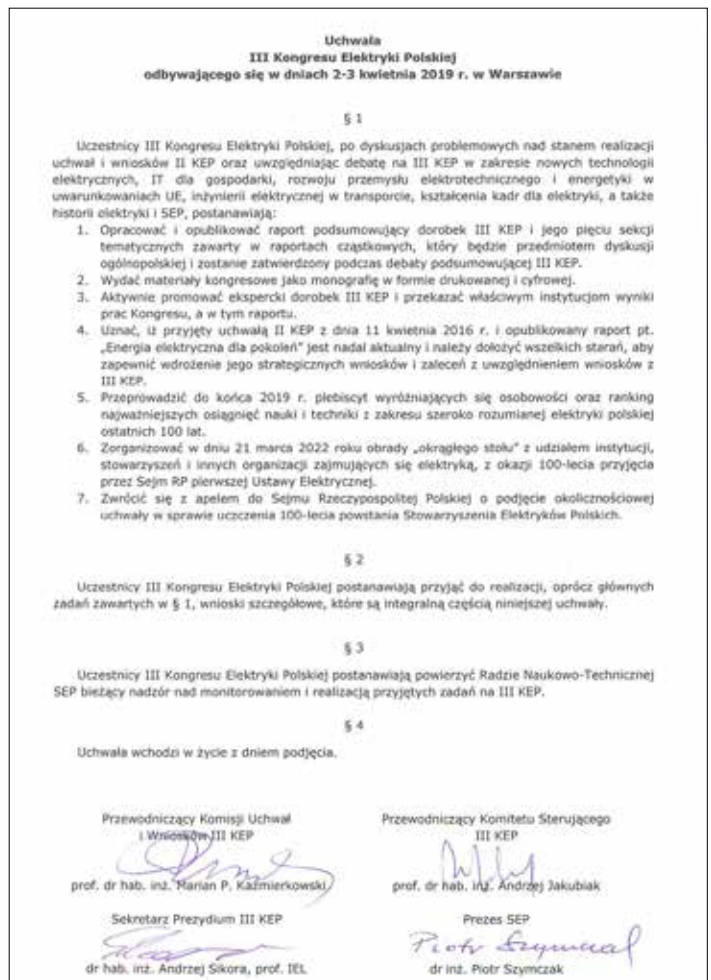 Uchwała
III Kongresu Elektryki Polskiej
odbywającego się w dniach 2-3 kwietnia 2019 r. w Warszawie
§ 1
Uczestnicy III Kongresu Elektryki Polskiej, po dyskusjach problemowych nad stanem realizacji
uchwał i wniosków II KEP oraz uwzględniając debatę na III KEP w zakresie nowych technologii
elektrycznych, IT dla gospodarki, rozwoju przemysłu elektrotechnicznego i energetyki w
uwarunkowaniach UE, inżynierii elektrycznej w transporcie, kształcenia kadr dla elektryki, a także
historii elektryki i SEP, postanawiają:
1. Opracować i opublikować raport podsumowujący dorobek III KEP i jego pięciu sekcji
tematycznych zawarty w raportach cząstkowych, który będzie przedmiotem dyskusji
ogólnopolskiej i zostanie zatwierdzony podczas debaty podsumowującej III KEP.
2. Wydać materiały kongresowe jako monografię w formie drukowanej i cyfrowej.
3. Aktywnie promować ekspercki dorobek III KEP i przekazać właściwym instytucjom wyniki
prac Kongresu, a w tym raportu.
4. Uznać, iż przyjęty uchwałą II KEP z dnia 11 kwietnia 2016 r. i opublikowany raport pt.
„Energia elektryczna dla pokoleń” jest nadal aktualny i należy dołożyć wszelkich starań, aby
zapewnić wdrożenie jego strategicznych wniosków i zaleceń z uwzględnieniem wniosków z
III KEP.
5. Przeprowadzić do końca 2019 r. plebiscyt wyróżniających się osobowości oraz ranking
najważniejszych osiągnięć nauki i techniki z zakresu szeroko rozumianej elektryki polskiej
ostatnich 100 lat.
6. Zorganizować w dniu 21 marca 2022 roku obrady „okrągłego stołu” z udziałem instytucji,
stowarzyszeń i innych organizacji zajmujących się elektryką, z okazji 100-lecia przyjęcia
przez Sejm RP pierwszej Ustawy Elektrycznej.
7. Zwrócić się z apelem do Sejmu Rzeczypospolitej Polskiej o podjęcie okolicznościowej
uchwały w sprawie uczczenia 100-lecia powstania Stowarzyszenia Elektryków Polskich.
§ 2
Uczestnicy III Kongresu Elektryki Polskiej postanawiają przyjąć do realizacji, oprócz głównych
zadań zawartych w § 1, wnioski szczegółowe, które są integralną częścią niniejszej uchwały.
§ 3
Uczestnicy III Kongresu Elektryki Polskiej postanawiają powierzyć Radzie Naukowo-Technicznej
SEP bieżący nadzór nad monitorowaniem i realizacją przyjętych zadań na III KEP.
§ 4
Uchwała wchodzi w życie z dniem podjęcia.
Przewodniczący Komisji Uchwał
i Wniosków III KEP
prof. dr hab. inż. Marian P. Kaźmierkowski
Przewodniczący Komitetu Sterującego
III KEP
prof. dr hab. inż. Andrzej Jakubiak
Sekretarz Prezydium III KEP
dr hab. inż. Andrzej Sikora, prof. IEL
Prezes SEP
Piotr Szymczak
dr inż. Piotr Szymczak